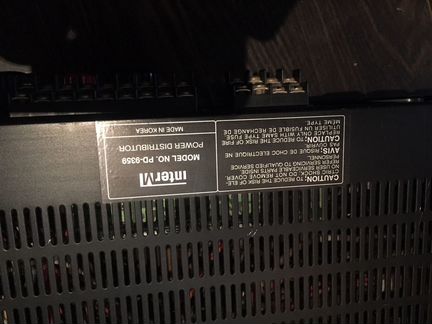 interM
MODEL NO. PD-9359
POWER DISTRIBUTOR
MADE IN KOREA
CAUTION: TO REDUCE THE RISK OF ELE-
CTRIC SHOCK, DO NOT REMOVE COVER.
NO USER SERVICEABLE PARTS INSIDE.
REFER SERVICING TO QUALIFIED SERVICE
PERSONNEL.
AVIS: RISQUE DE CHOC ELECTRIQUE NE
PAS OUVRIR.
CAUTION: TO REDUCE THE RISK OF FIRE
REPLACE ONLY WITH SAME TYPE FUSE.
UTILISER UN FUSIBLE DE RECHANGE DE
MÊME TYPE.